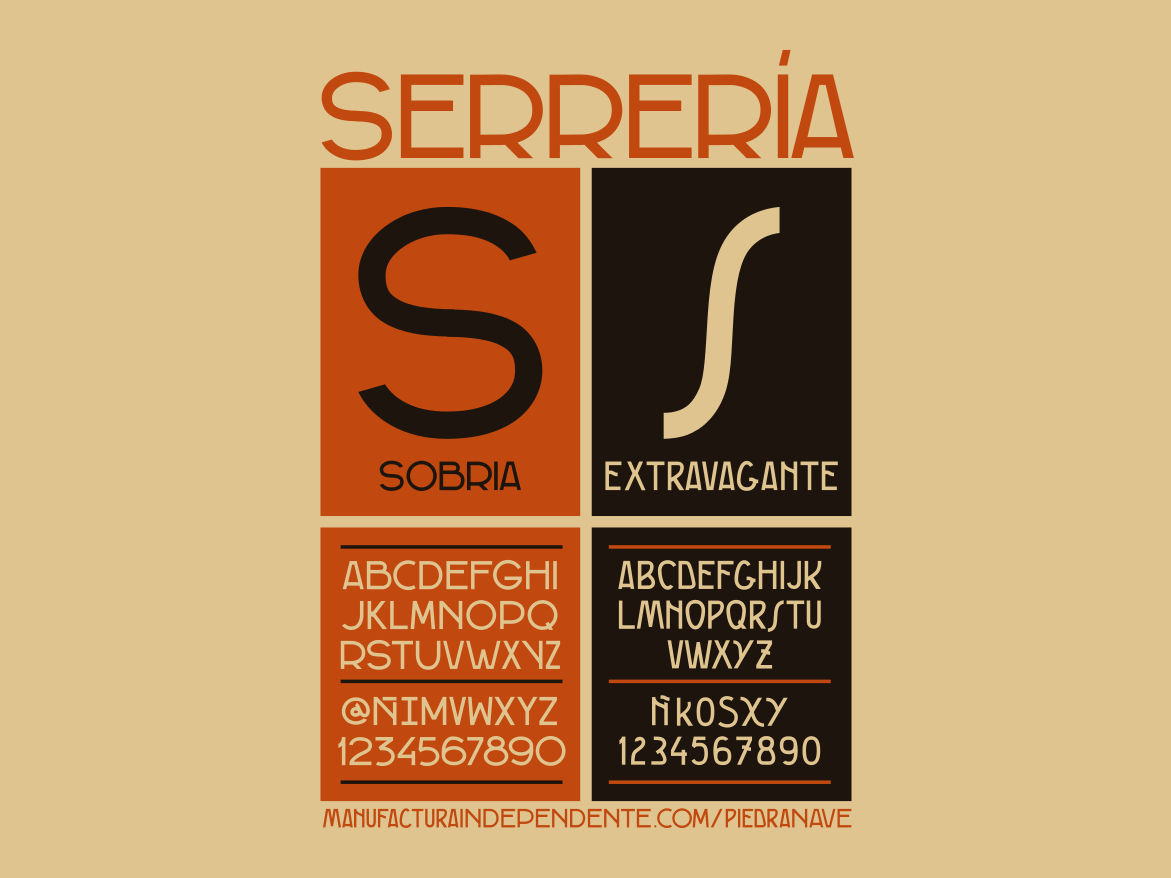 SERRERÍA
S
SOBRIA
S
EXTRAVAGANTE
ABCDEFGHI
JKLMNOPQ
RSTUVWXYZ
@ÑIMVWXYZ
1234567890
ABCDEFGHIJK
LMNOPQRSTU
VWXYZ
ÑKOSXY
1234567890
MANUFACTURAINDEPENDENTE.COM/PIEDRANAVE